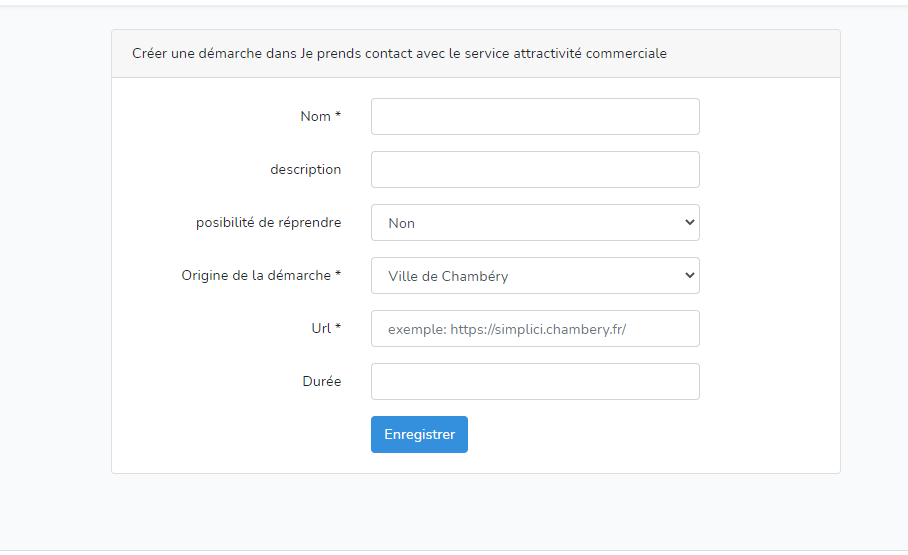 Créer une démarche dans Je prends contact avec le service attractivité commerciale
Nom *
description
posibilité de réprendre
Non
Origine de la démarche *
Ville de Chambéry
Url *
exemple: https://simplici.chambery.fr/
Durée
Enregistrer